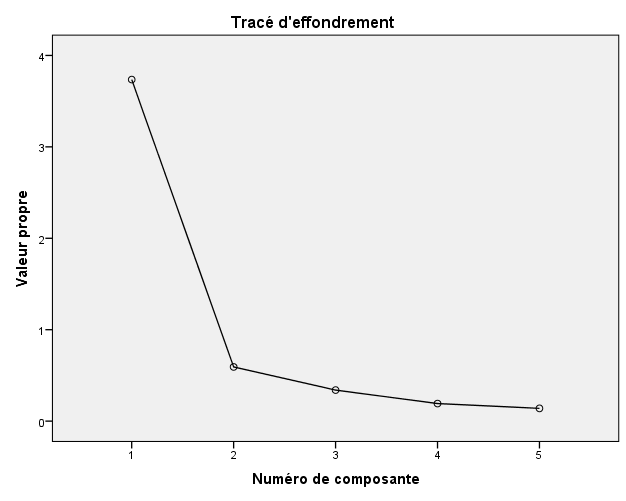 Tracé d'effondrement
4
3
2
1
0
Valeur propre
1 2 3 4 5
Numéro de composante